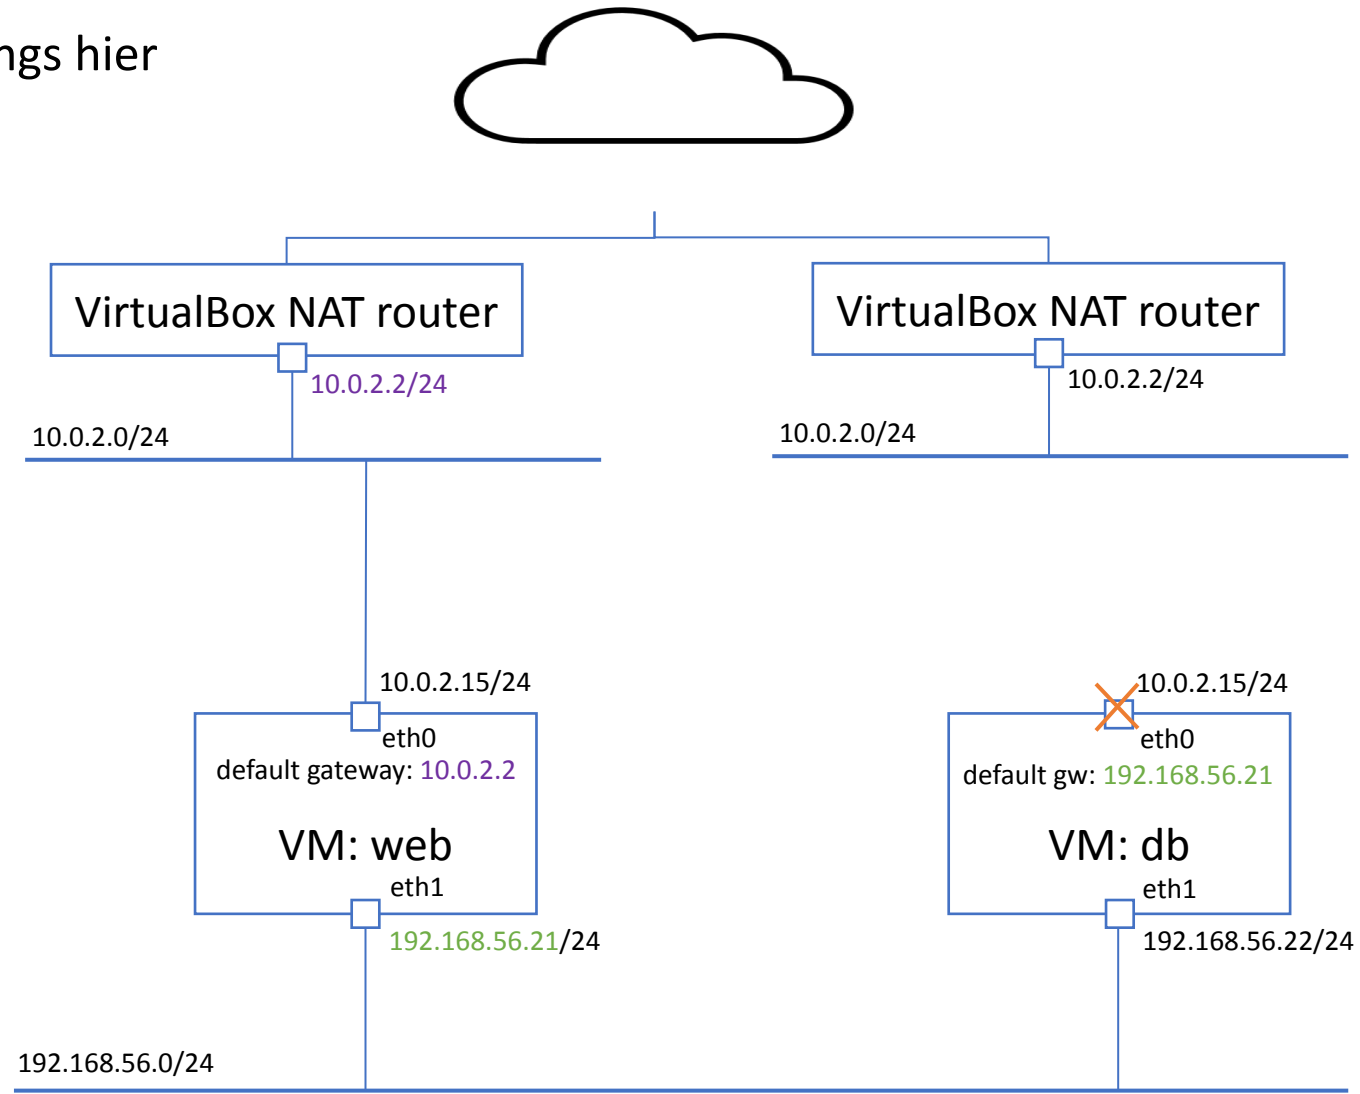 ngs hier
VirtualBox NAT router
VirtualBox NAT router
10.0.2.2/24
10.0.2.2/24
10.0.2.0/24
10.0.2.0/24
10.0.2.15/24
10.0.2.15/24
eth0
eth0
default gateway: 10.0.2.2
default gw: 192.168.56.21
VM: web
VM: db
eth1
eth1
192.168.56.21/24
192.168.56.22/24
192.168.56.0/24